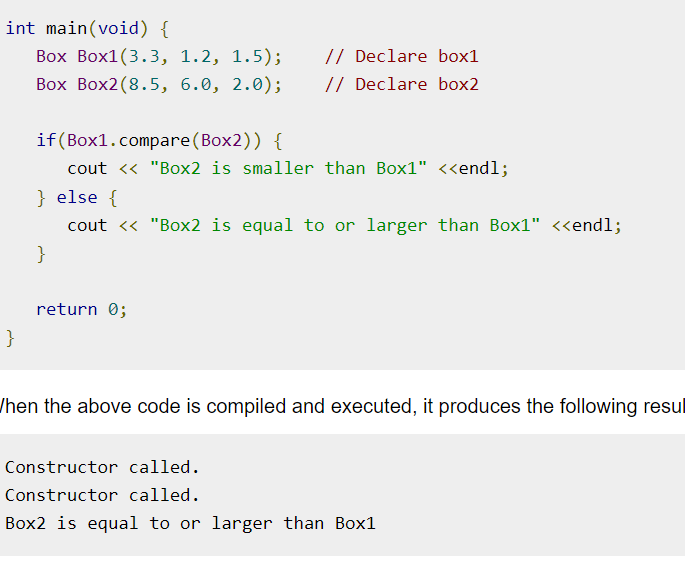 int main(void) {
Box Box1(3.3, 1.2, 1.5);    // Declare box1
Box Box2(8.5, 6.0, 2.0);    // Declare box2
if(Box1.compare(Box2)) {
cout << "Box2 is smaller than Box1" <<endl;
} else {
cout << "Box2 is equal to or larger than Box1" <<endl;
}
return 0;
}
the above code is compiled and executed, it produces the following
Constructor called.
Constructor called.
Box2 is equal to or larger than Box1